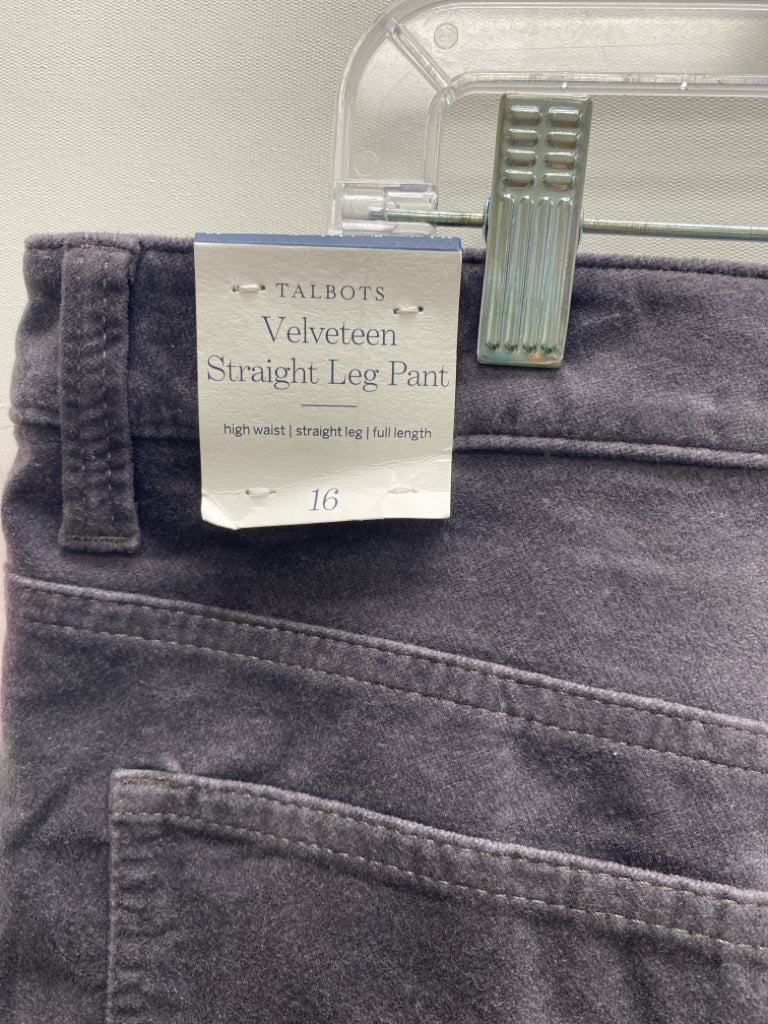 TALBOTS
Velveteen
Straight Leg Pant
high waist | straight leg | full length
16